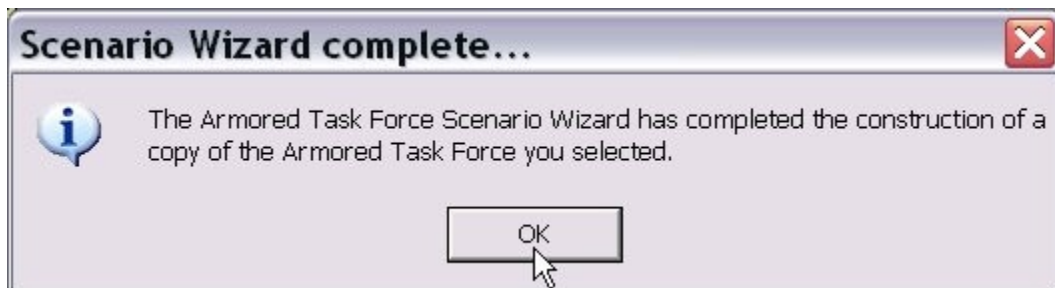 Scenario Wizard complete...
The Armored Task Force Scenario Wizard has completed the construction of a
copy of the Armored Task Force you selected.
OK